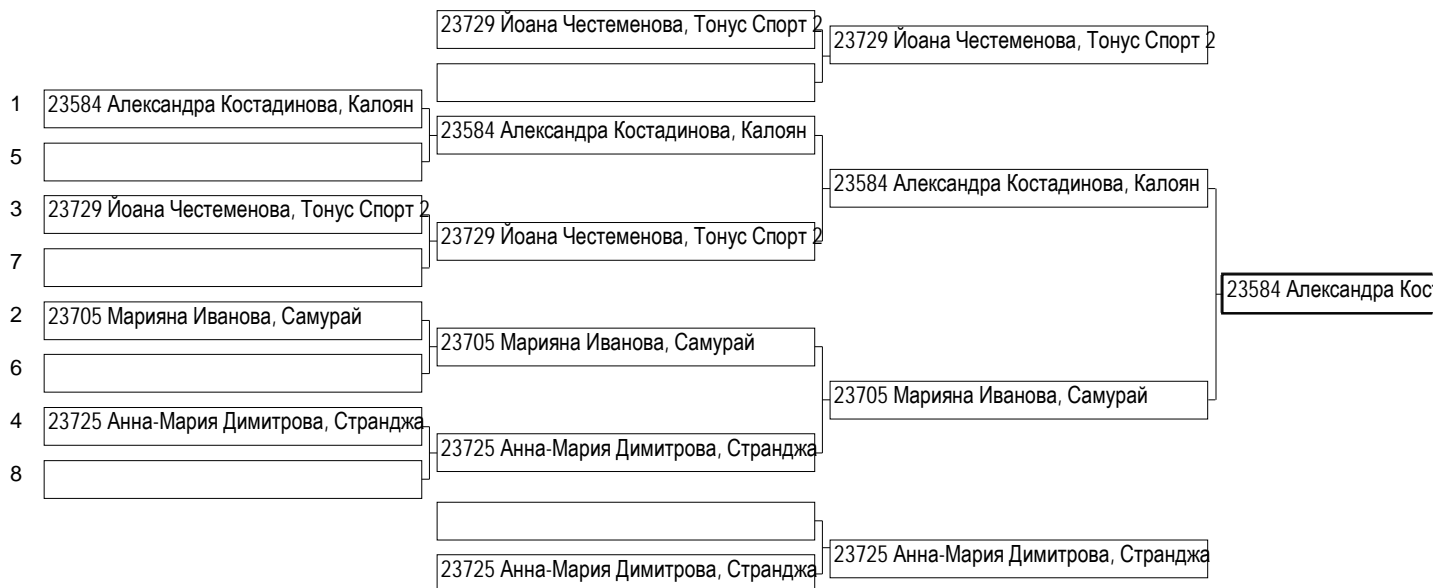 23729 Йоана Честеменова, Тонус Спорт 2
23729 Йоана Честеменова, Тонус Спорт 2
1 23584 Александра Костадинова, Калоян
23584 Александра Костадинова, Калоян
5
23584 Александра Костадинова, Калоян
3 23729 Йоана Честеменова, Тонус Спорт 2
23729 Йоана Честеменова, Тонус Спорт 2
7
23584 Александра Кос
2 23705 Марияна Иванова, Самурай
23705 Марияна Иванова, Самурай
6
23705 Марияна Иванова, Самурай
4 23725 Анна-Мария Димитрова, Странджа
23725 Анна-Мария Димитрова, Странджа
8
23725 Анна-Мария Димитрова, Странджа
23725 Анна-Мария Димитрова, Странджа